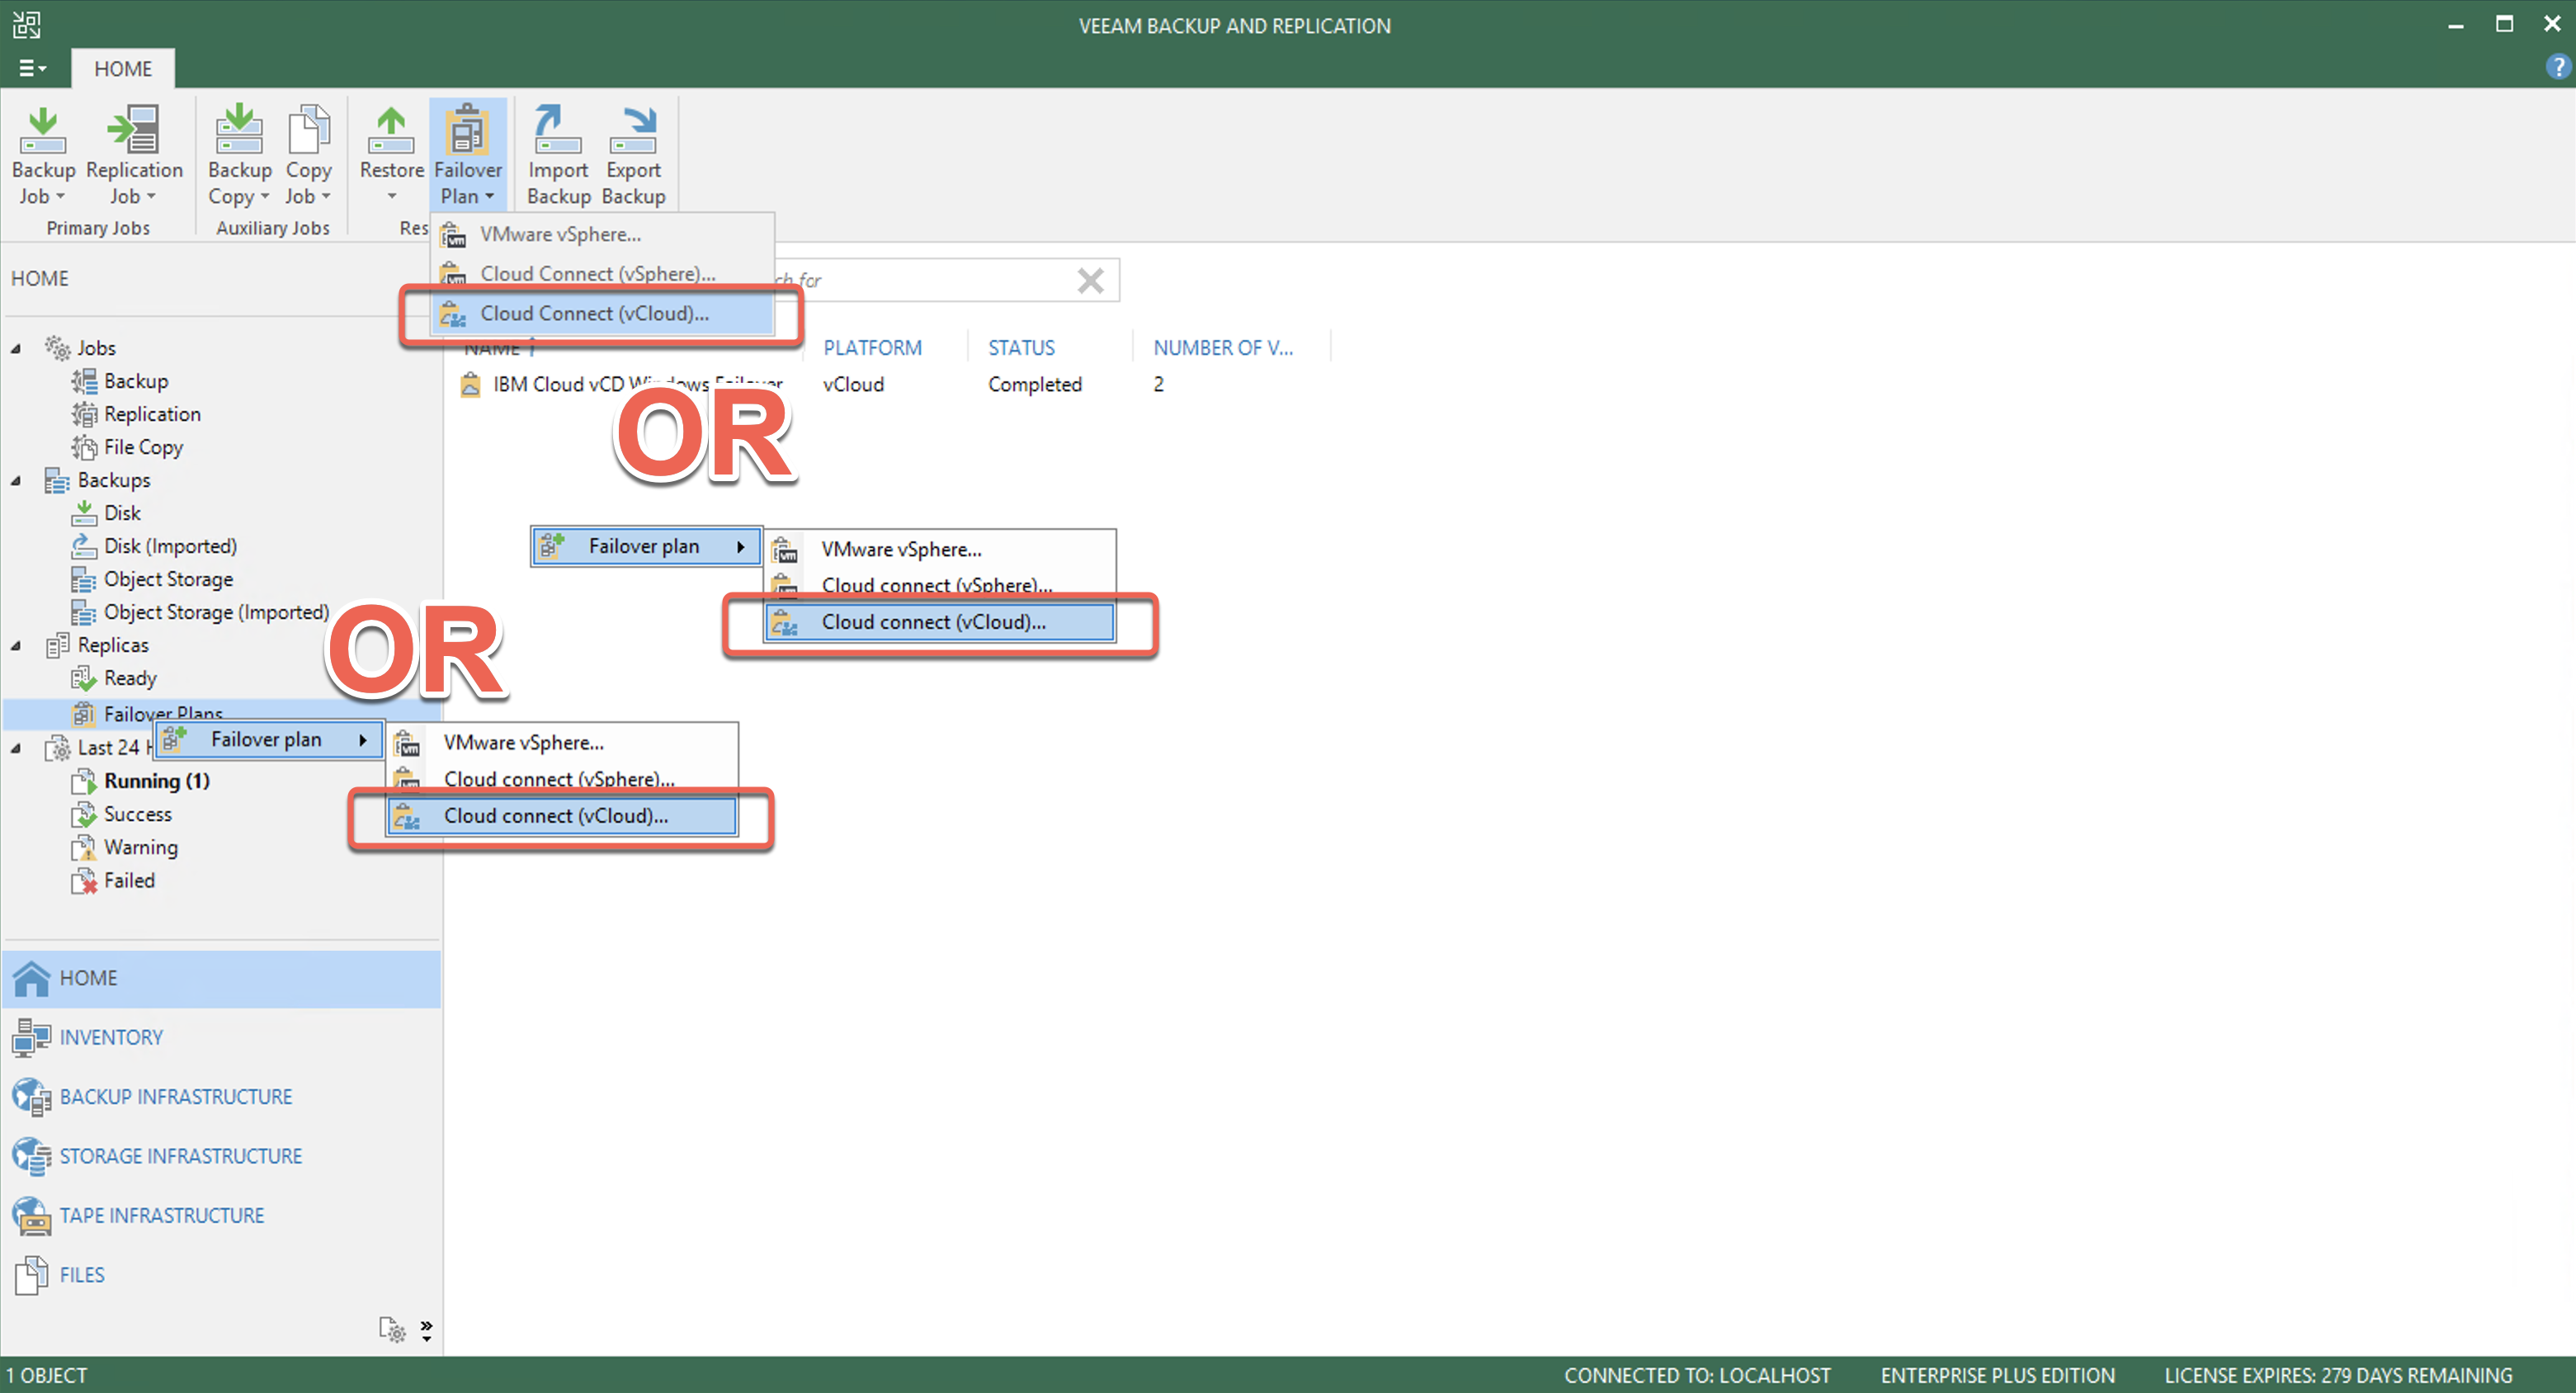 VEEAM BACKUP AND REPLICATION
HOME
?
Backup Job
Replication Job
Backup Copy
Copy Job
Restore
Failover Plan
Import Backup
Export Backup
Primary Jobs
Auxiliary Jobs
Res
VMware vSphere...
Cloud Connect (vSphere)...
Cloud Connect (vCloud)...
HOME
ch for
Jobs
Backup
Replication
File Copy
Backups
Disk
Disk (Imported)
Object Storage
Object Storage (Imported)
Replicas
Ready
Failover Plans
Last 24 H
Running (1)
Success
Warning
Failed
NAME
PLATFORM
STATUS
NUMBER OF V...
IBM Cloud vCD Windows Failover
vCloud
Completed
2
OR
Failover plan
VMware vSphere...
Cloud connect (vSphere)...
Cloud connect (vCloud)...
OR
Failover plan
VMware vSphere...
Cloud connect (vSphere)...
Cloud connect (vCloud)...
HOME
INVENTORY
BACKUP INFRASTRUCTURE
STORAGE INFRASTRUCTURE
TAPE INFRASTRUCTURE
FILES
1 OBJECT
CONNECTED TO: LOCALHOST
ENTERPRISE PLUS EDITION
LICENSE EXPIRES: 279 DAYS REMAINING